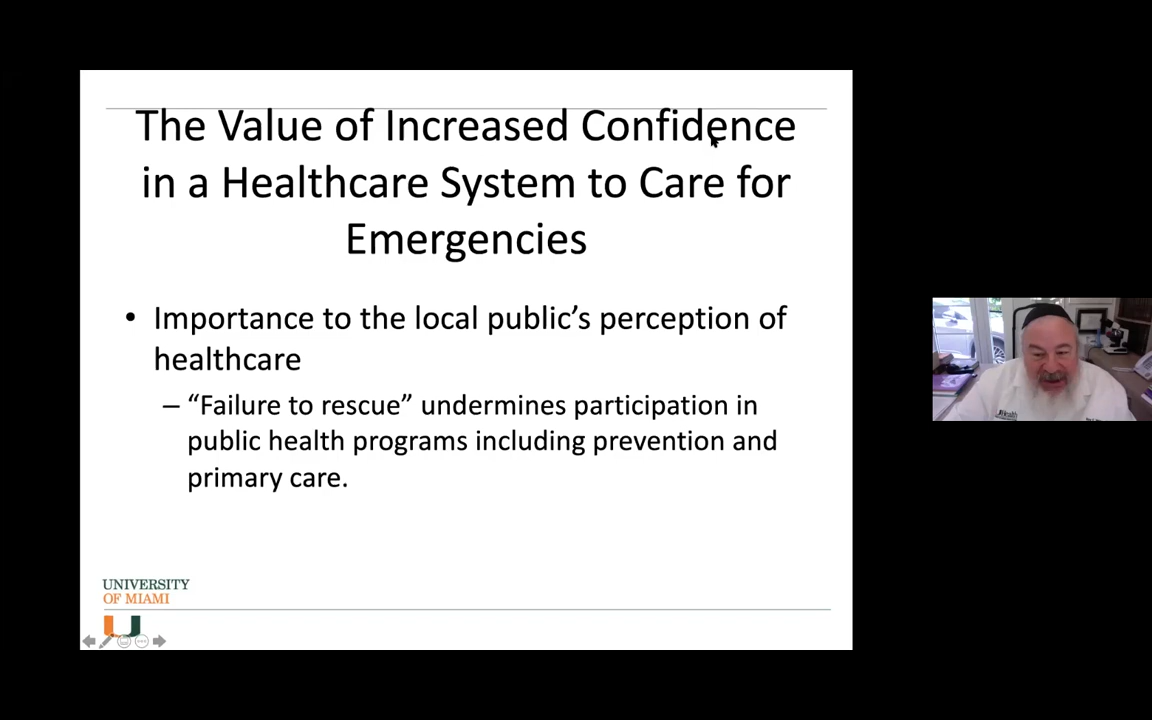 The Value of Increased Confidence
in a Healthcare System to Care for
Emergencies
• Importance to the local public’s perception of
healthcare
– “Failure to rescue” undermines participation in
public health programs including prevention and
primary care.
UNIVERSITY
OF MIAMI